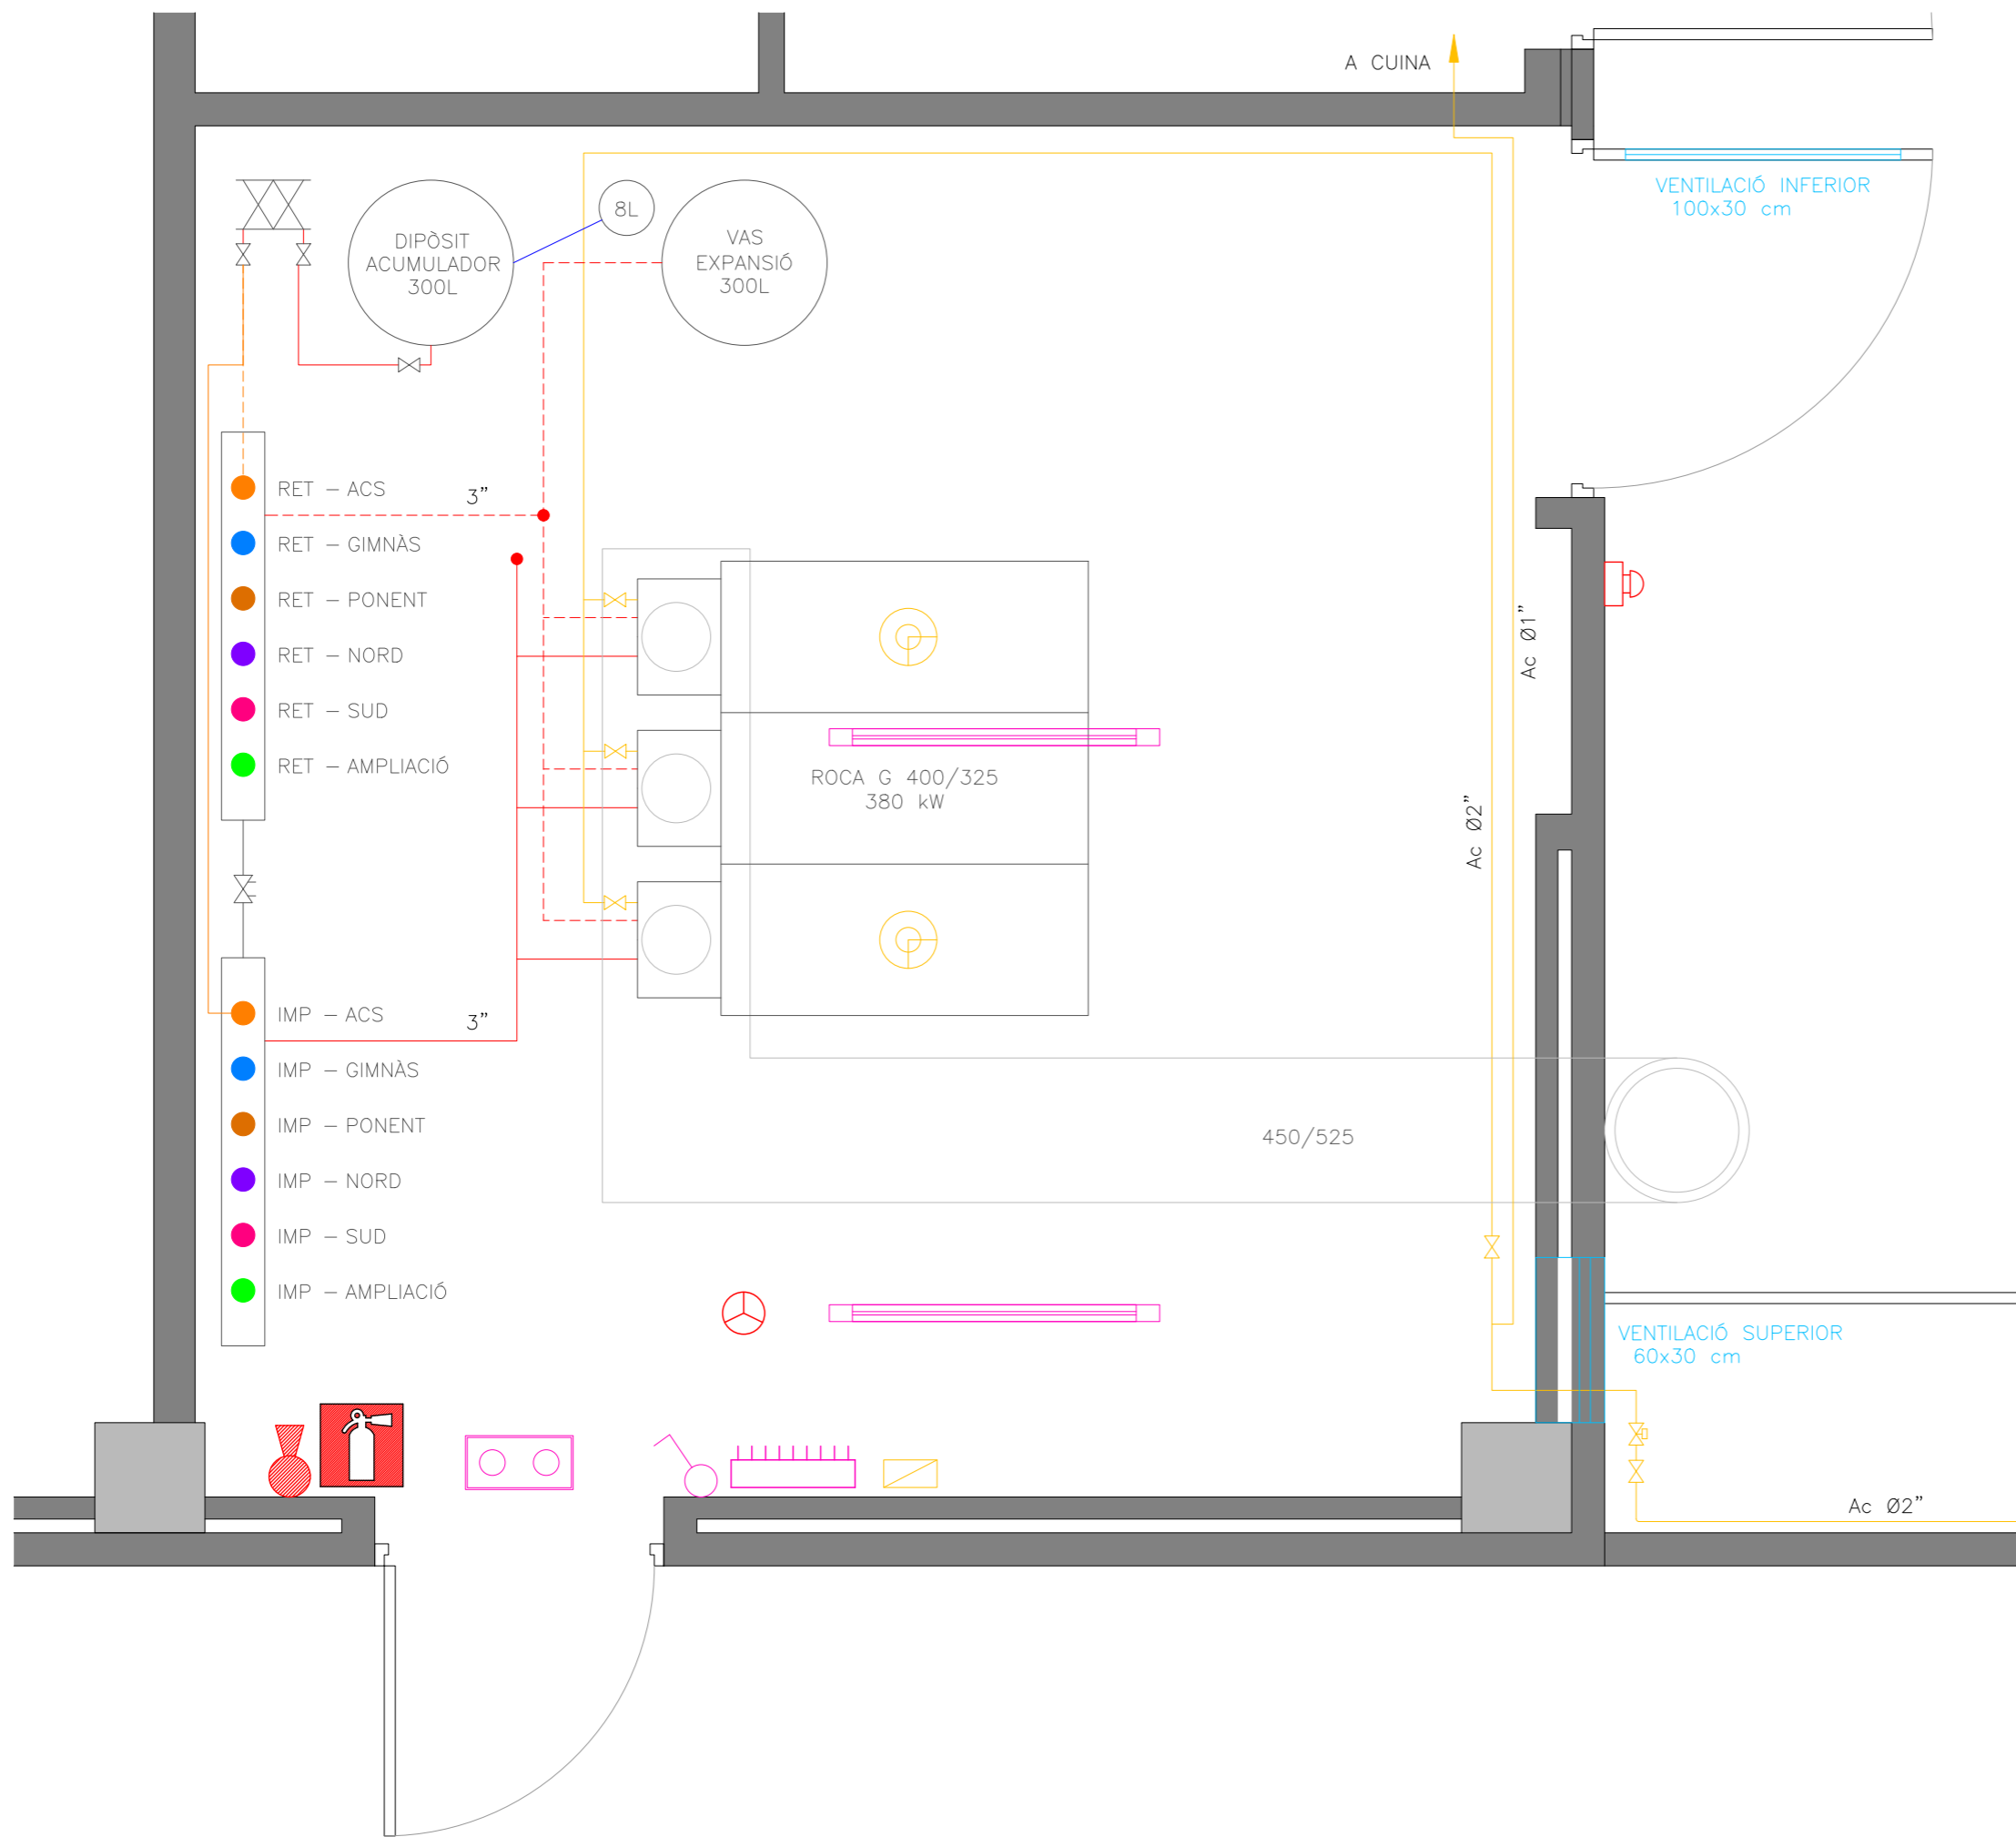 A CUINA
VENTILACIÓ INFERIOR
100x30 cm
DIPÒSIT
ACUMULADOR
300L
8L
VAS
EXPANSIÓ
300L
RET - ACS
3"
RET - GIMNÀS
RET - PONENT
RET - NORD
RET - SUD
RET - AMPLIACÓ
ROCA G 400/325
380 kW
Ac Ø1"
Ac Ø2"
IMP - ACS
3"
IMP - GIMNÀS
IMP - PONENT
IMP - NORD
IMP - SUD
IMP - AMPLIACIÓ
450/525
VENTILACIÓ SUPERIOR
60x30 cm
Ac Ø2"